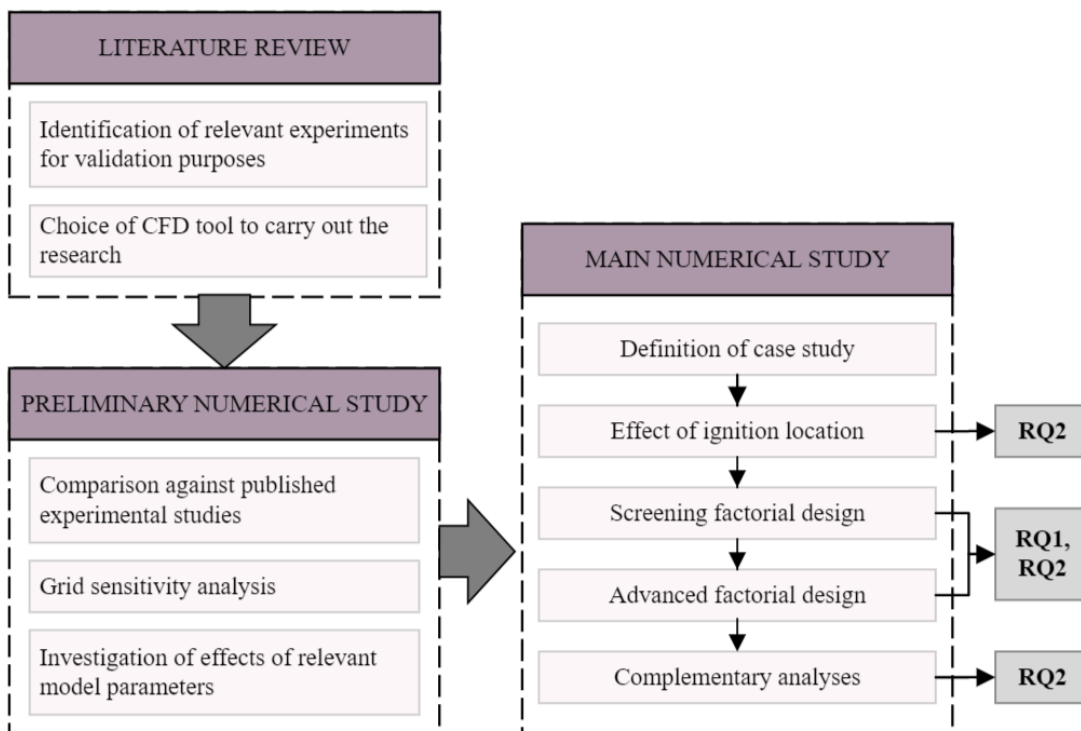 LITERATURE REVIEW
Identification of relevant experiments
for validation purposes
Choice of CFD tool to carry out the
research
PRELIMINARY NUMERICAL STUDY
Comparison against published
experimental studies
Grid sensitivity analysis
Investigation of effects of relevant
model parameters
MAIN NUMERICAL STUDY
Definition of case study
Effect of ignition location
RQ2
Screening factorial design
Advanced factorial design
RQ1,
RQ2
Complementary analyses
RQ2